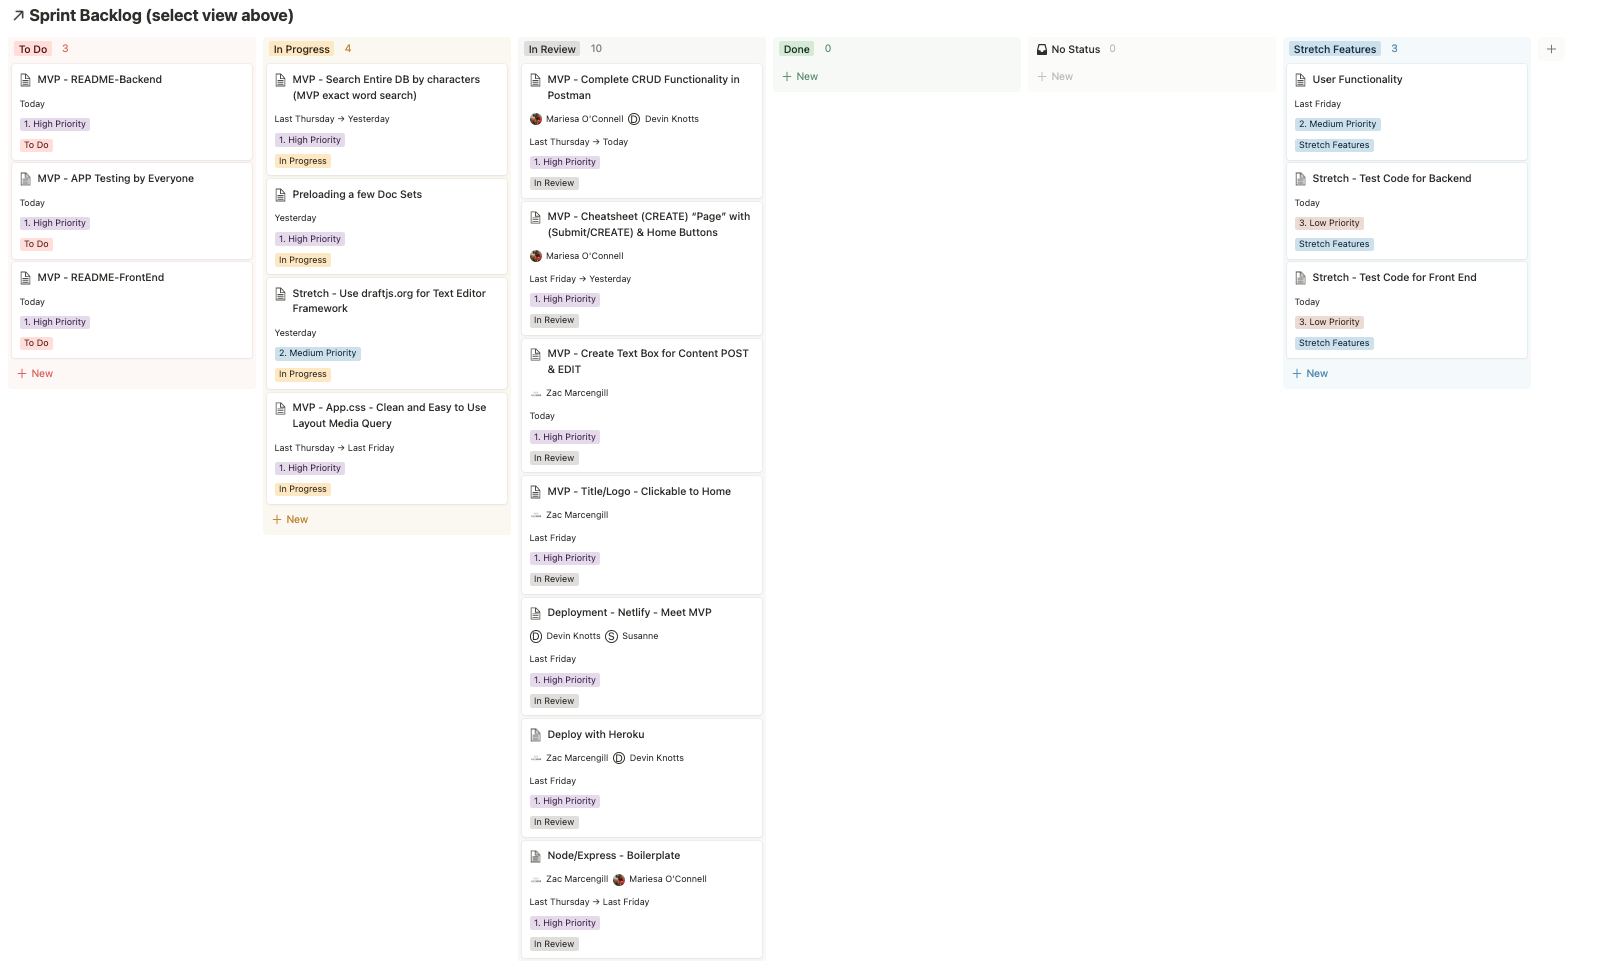 Sprint Backlog (select view above)
To Do 3
MVP - README-Backend
Today
1. High Priority
To Do
MVP - APP Testing by Everyone
Today
1. High Priority
To Do
MVP - README-FrontEnd
Today
1. High Priority
To Do
+ New
In Progress 4
MVP - Search Entire DB by characters
(MVP exact word search)
Last Thursday → Yesterday
1. High Priority
In Progress
Preloading a few Doc Sets
Yesterday
1. High Priority
In Progress
Stretch - Use draftjs.org for Text Editor
Framework
Yesterday
2. Medium Priority
In Progress
MVP - App.css - Clean and Easy to Use
Layout Media Query
Last Thursday → Last Friday
1. High Priority
In Progress
+ New
In Review 10
MVP - Complete CRUD Functionality in
Postman
Mariesa O'Connell D Devin Knotts
Last Thursday → Today
1. High Priority
In Review
MVP - Cheatsheet (CREATE) “Page” with
(Submit/CREATE) & Home Buttons
Mariesa O'Connell
Last Friday → Yesterday
1. High Priority
In Review
MVP - Create Text Box for Content POST
& EDIT
Zac Marcengill
Today
1. High Priority
In Review
MVP - Title/Logo - Clickable to Home
Zac Marcengill
Last Friday
1. High Priority
In Review
Deployment - Netlify - Meet MVP
D Devin Knotts S Susanne
Last Friday
1. High Priority
In Review
Deploy with Heroku
Zac Marcengill D Devin Knotts
Last Friday
1. High Priority
In Review
Node/Express - Boilerplate
Zac Marcengill Mariesa O'Connell
Last Thursday → Last Friday
1. High Priority
In Review
Done 0
+ New
No Status 0
+ New
Stretch Features 3
User Functionality
Last Friday
2. Medium Priority
Stretch Features
Stretch - Test Code for Backend
Today
3. Low Priority
Stretch Features
Stretch - Test Code for Front End
Today
3. Low Priority
Stretch Features
+ New
+